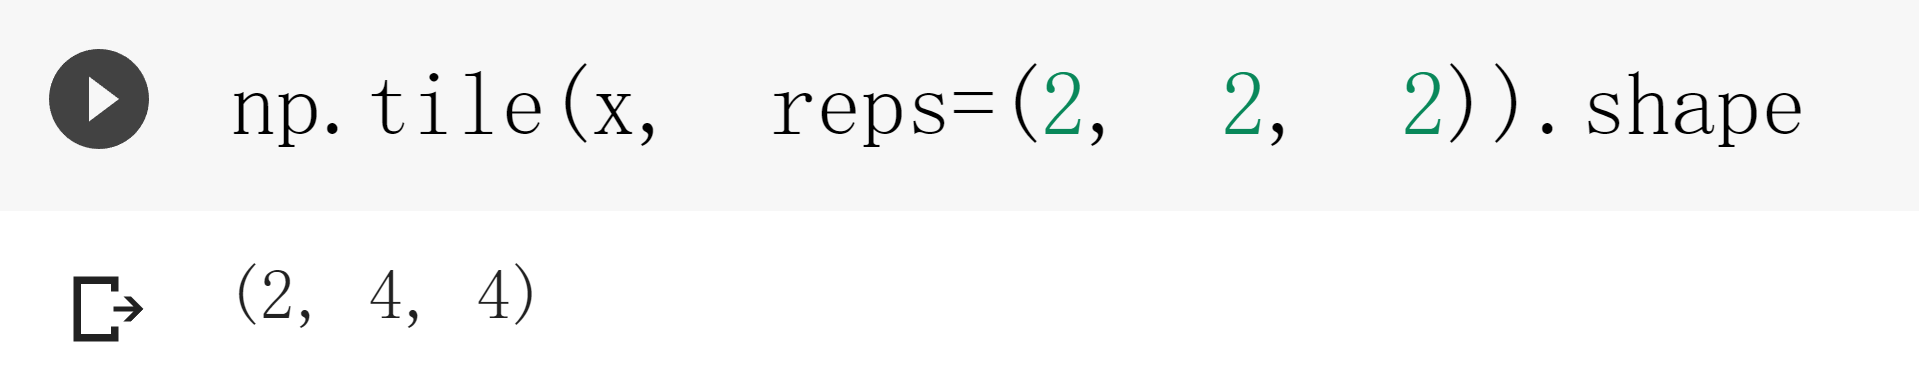 np.tile(x, reps=(2, 2, 2)).shape
(2, 4, 4)